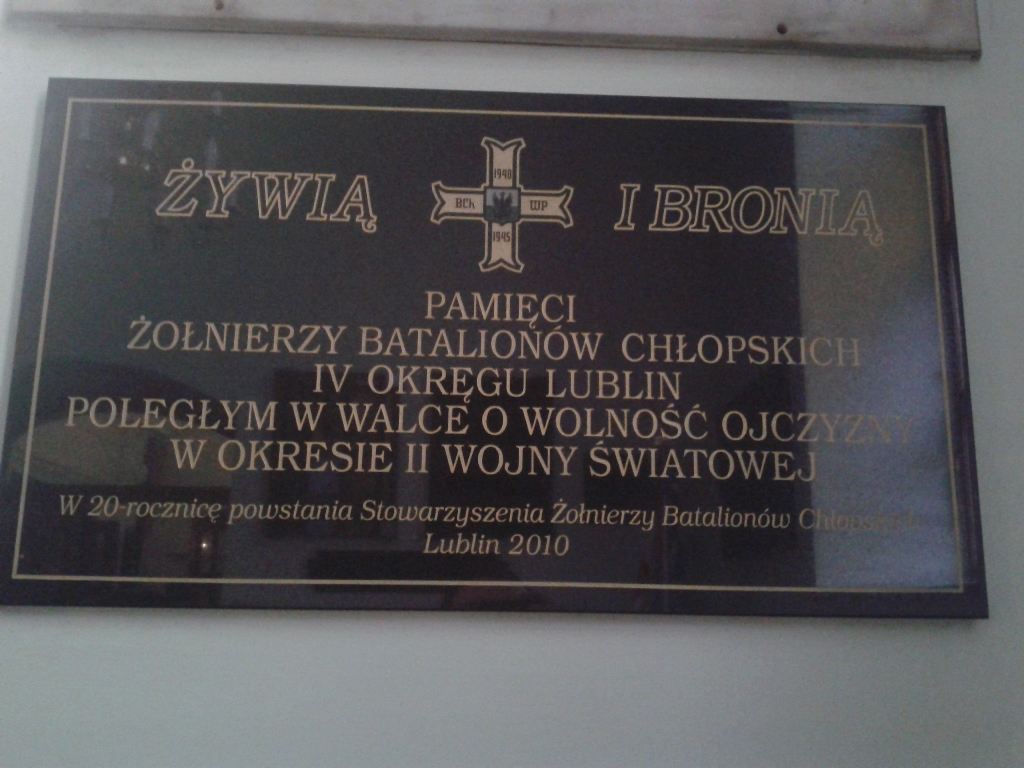 ŻYWIĄ I BRONIĄ
1940
BCh WP
1945
PAMIĘCI
ŻOŁNIERZY BATALIONÓW CHŁOPSKICH
IV OKRĘGU LUBLIN
POLEGŁYM W WALCE O WOLNOŚĆ OJCZYZNY
W OKRESIE II WOJNY ŚWIATOWEJ
W 20-rocznicę powstania Stowarzyszenia Żołnierzy Batalionów Chłopskich
Lublin 2010